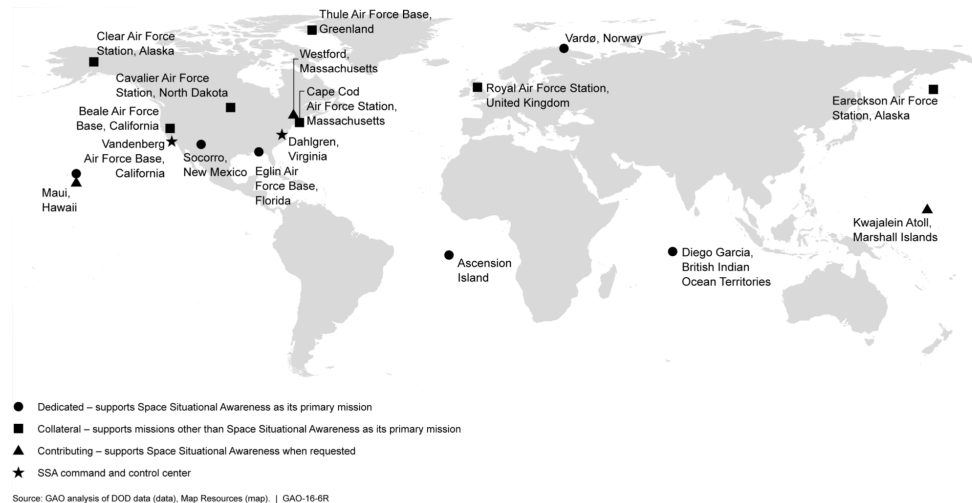 Thule Air Force Base,
Greenland
Clear Air Force
Station, Alaska
Westford,
Massachusetts
Vardø, Norway
Cavalier Air Force
Station, North Dakota
Cape Cod
Air Force Station,
Massachusetts
Royal Air Force Station,
United Kingdom
Eareckson Air Force
Station, Alaska
Beale Air Force
Base, California
Vandenberg
Air Force Base,
California
Socorro,
New Mexico
Dahlgren,
Virginia
Eglin Air
Force Base,
Florida
Maui,
Hawaii
Kwajalein Atoll,
Marshall Islands
Ascension
Island
Diego Garcia,
British Indian
Ocean Territories
Dedicated – supports Space Situational Awareness as its primary mission
Collateral – supports missions other than Space Situational Awareness as its primary mission
Contributing – supports Space Situational Awareness when requested
SSA command and control center
Source: GAO analysis of DOD data (data), Map Resources (map). | GAO-16-6R